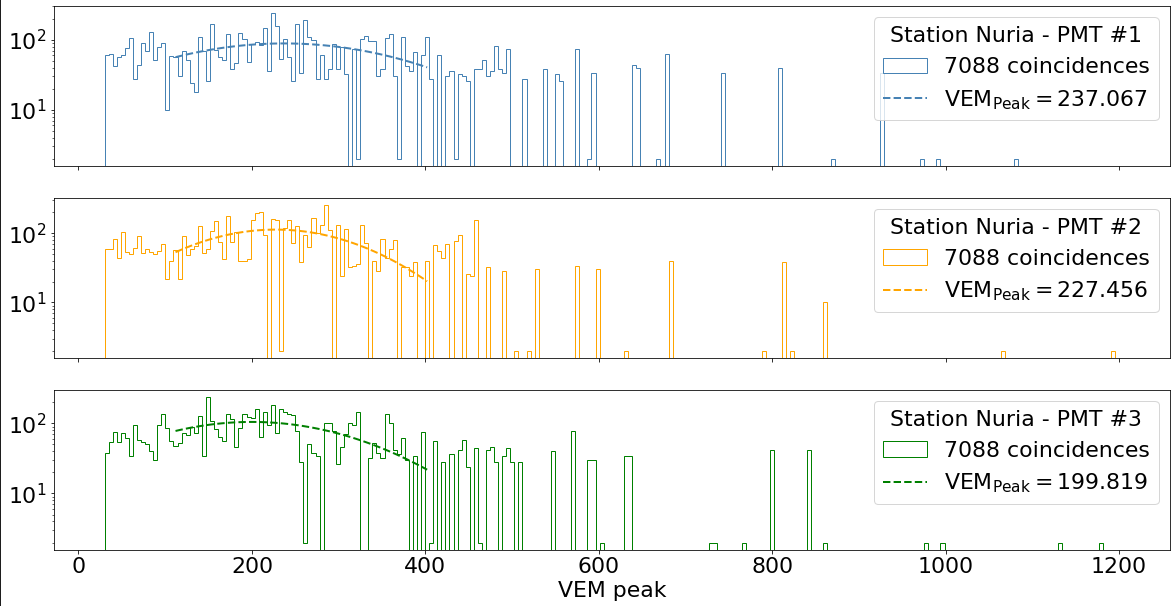 10²
10¹
Station Nuria - PMT #1
7088 coincidences
VEM_Peak = 237.067
10²
10¹
Station Nuria - PMT #2
7088 coincidences
VEM_Peak = 227.456
10²
10¹
Station Nuria - PMT #3
7088 coincidences
VEM_Peak = 199.819
0 200 400 600 800 1000 1200
VEM peak